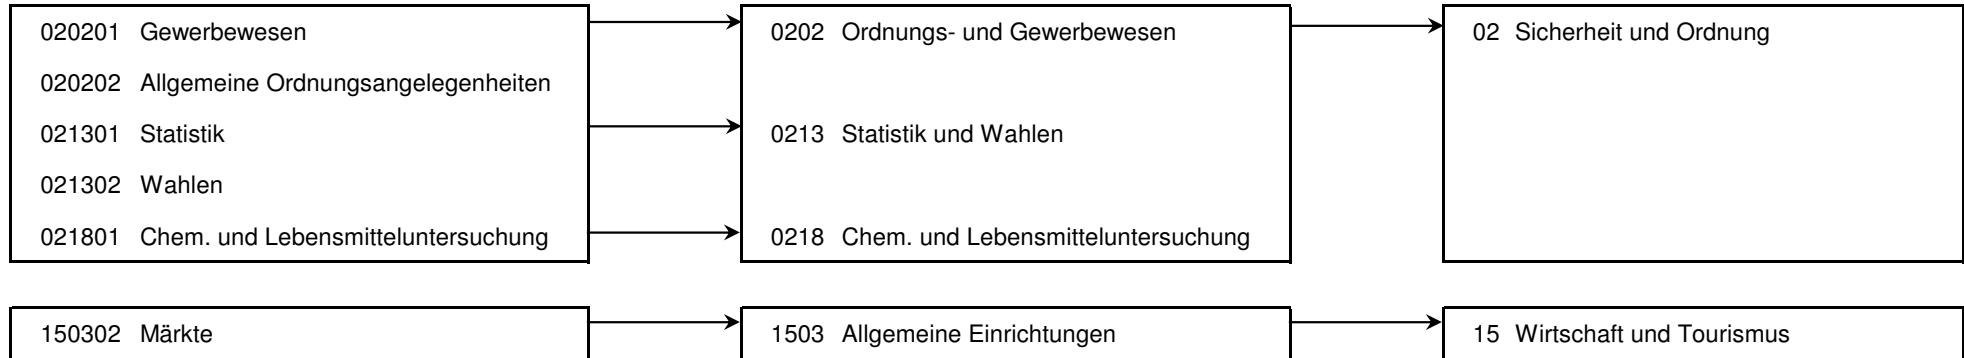 020201 Gewerbewesen 0202 Ordnungs- und Gewerbewesen 02 Sicherheit und Ordnung
020202 Allgemeine Ordnungsangelegenheiten
021301 Statistik 0213 Statistik und Wahlen
021302 Wahlen
021801 Chem. und Lebensmitteluntersuchung 0218 Chem. und Lebensmitteluntersuchung
150302 Märkte 1503 Allgemeine Einrichtungen 15 Wirtschaft und Tourismus